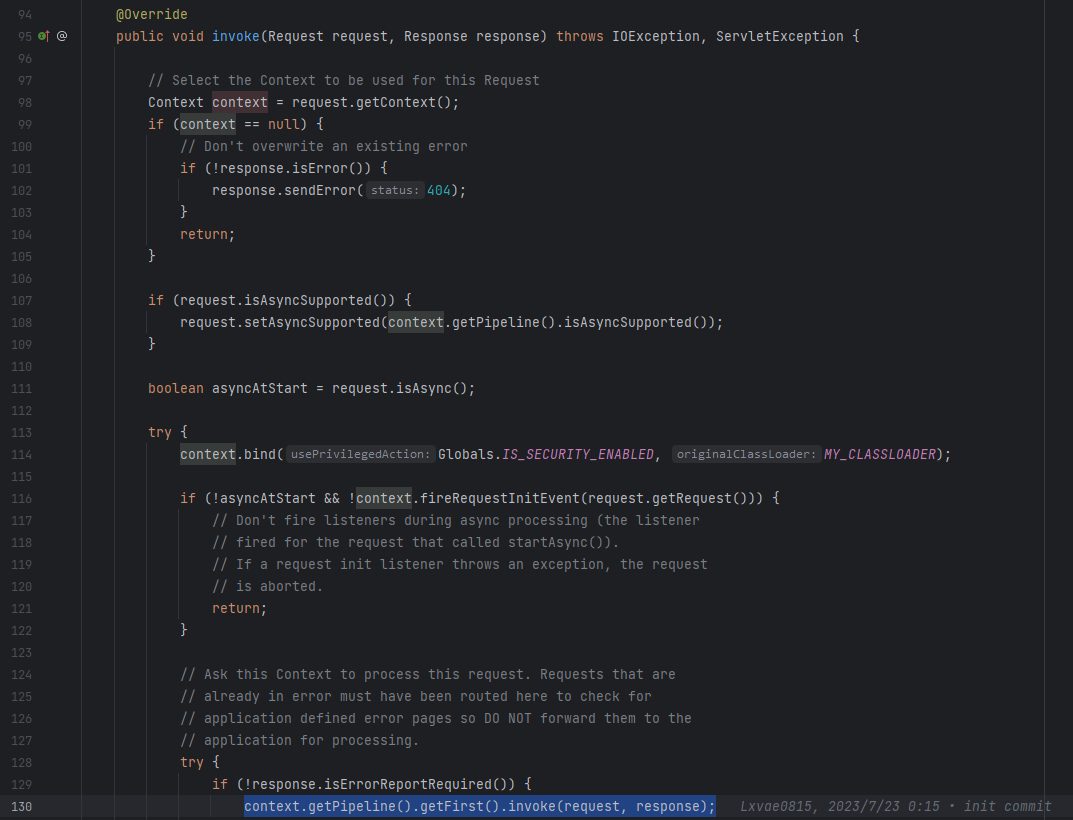 94 @Override
95 @ public void invoke(Request request, Response response) throws IOException, ServletException {
96
97 // Select the Context to be used for this Request
98 Context context = request.getContext();
99 if (context == null) {
100 // Don't overwrite an existing error
101 if (!response.isError()) {
102 response.sendError( status: 404);
103 }
104 return;
105 }
106
107 if (request.isAsyncSupported()) {
108 request.setAsyncSupported(context.getPipeline().isAsyncSupported());
109 }
110
111 boolean asyncAtStart = request.isAsync();
112
113 try {
114 context.bind( usePrivilegedAction: Globals.IS_SECURITY_ENABLED, originalClassLoader: MY_CLASSLOADER);
115
116 if (!asyncAtStart && !context.fireRequestInitEvent(request.getRequest())) {
117 // Don't fire listeners during async processing (the listener
118 // fired for the request that called startAsync()).
119 // If a request init listener throws an exception, the request
120 // is aborted.
121 return;
122 }
123
124 // Ask this Context to process this request. Requests that are
125 // already in error must have been routed here to check for
126 // application defined error pages so DO NOT forward them to the
127 // application for processing.
128 try {
129 if (!response.isErrorReportRequired()) {
130 context.getPipeline().getFirst().invoke(request, response); Lxvae0815, 2023/7/23 0:15 • init commit